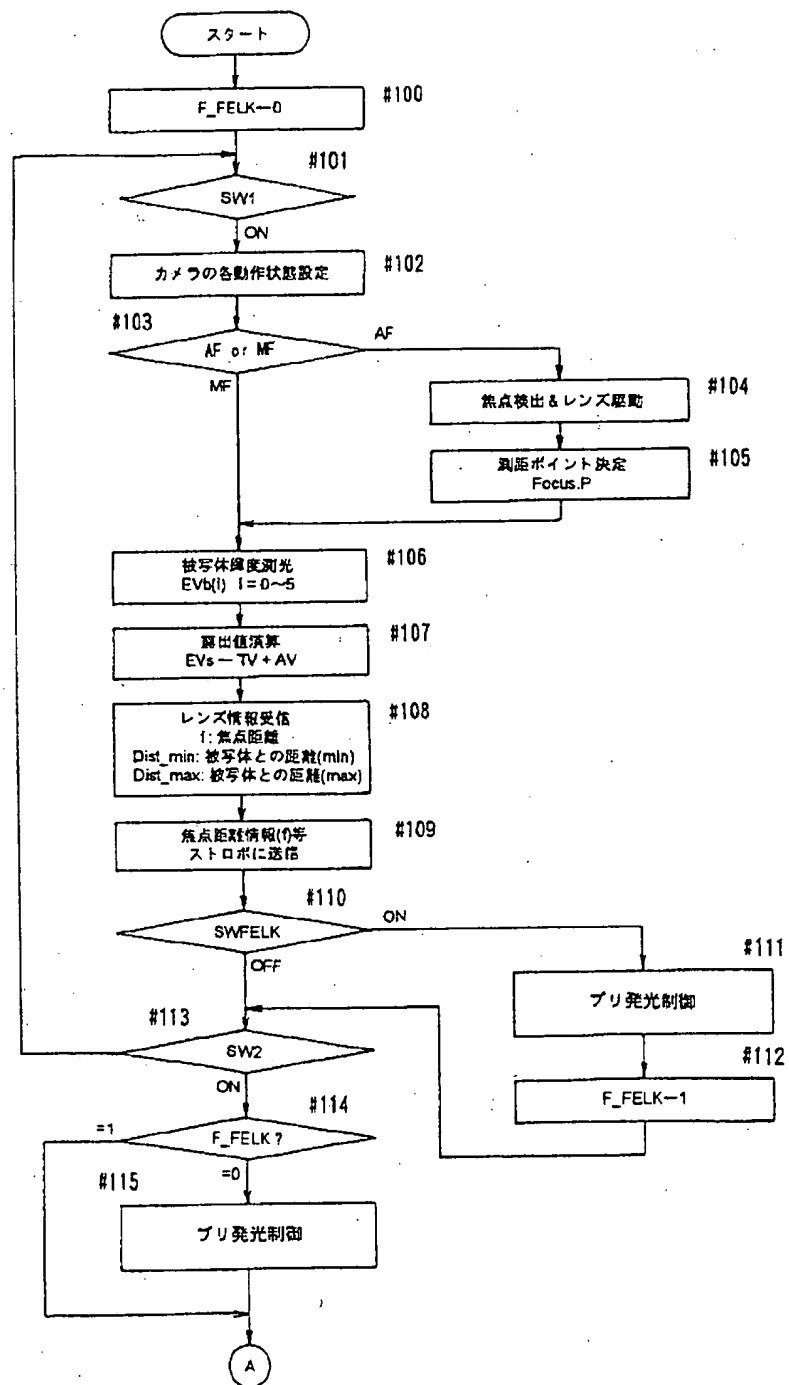 スタート
#100
F_FELK←0
#101
SW1
ON
#102
カメラの各動作状態設定
#103
AF or MF
AF
MF
#104
焦点検出&レンズ駆動
#105
測距ポイント決定
Focus.P
#106
被写体輝度測光
EVb(i) i = 0~5
#107
露出値演算
EVs ← TV + AV
#108
レンズ情報受信
f: 焦点距離
Dist_min: 被写体との距離(min)
Dist_max: 被写体との距離(max)
#109
焦点距離情報(f)等
ストロボに送信
#110
SWFELK
ON
OFF
#111
プリ発光制御
#112
F_FELK←1
#113
SW2
ON
#114
F_FELK ?
=1
=0
#115
プリ発光制御
A